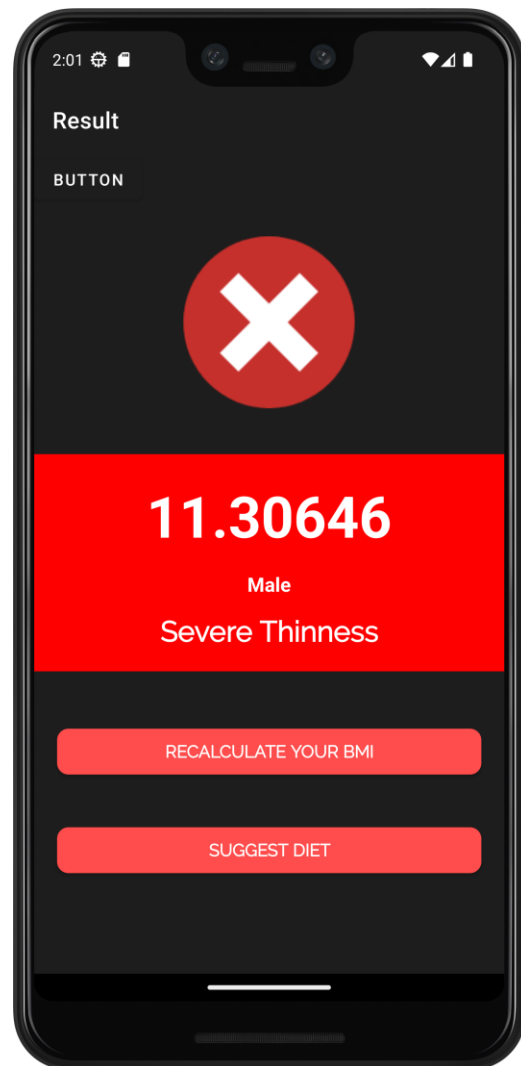 2:01
Result
BUTTON
11.30646
Male
Severe Thinness
RECALCULATE YOUR BMI
SUGGEST DIET